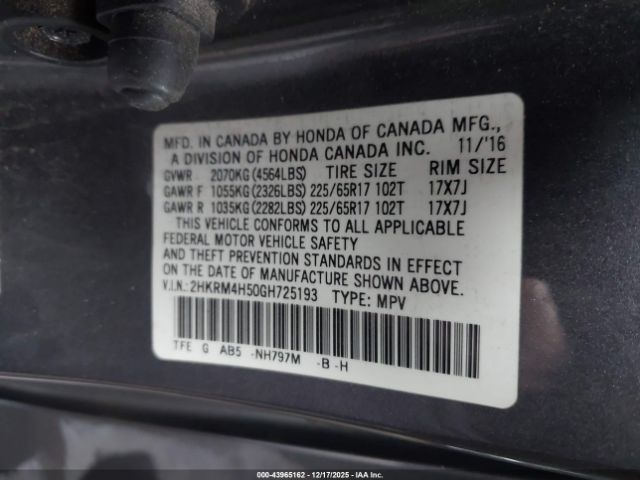 MFD. IN CANADA BY HONDA OF CANADA MFG.,
A DIVISION OF HONDA CANADA INC. 11/'16
GVWR 2070KG(4564LBS) TIRE SIZE RIM SIZE
GAWR F 1055KG(2326LBS) 225/65R17 102T 17X7J
GAWR R 1035KG(2282LBS) 225/65R17 102T 17X7J
THIS VEHICLE CONFORMS TO ALL APPLICABLE
FEDERAL MOTOR VEHICLE SAFETY
AND THEFT PREVENTION STANDARDS IN EFFECT
ON THE DATE OF MANUFACTURE SHOWN ABOVE.
V.I.N.:2HKRM4H50GH725193 TYPE: MPV
TFE G AB5 -NH797M -B -H
000-43965162 - 12/17/2025 - IAA Inc.